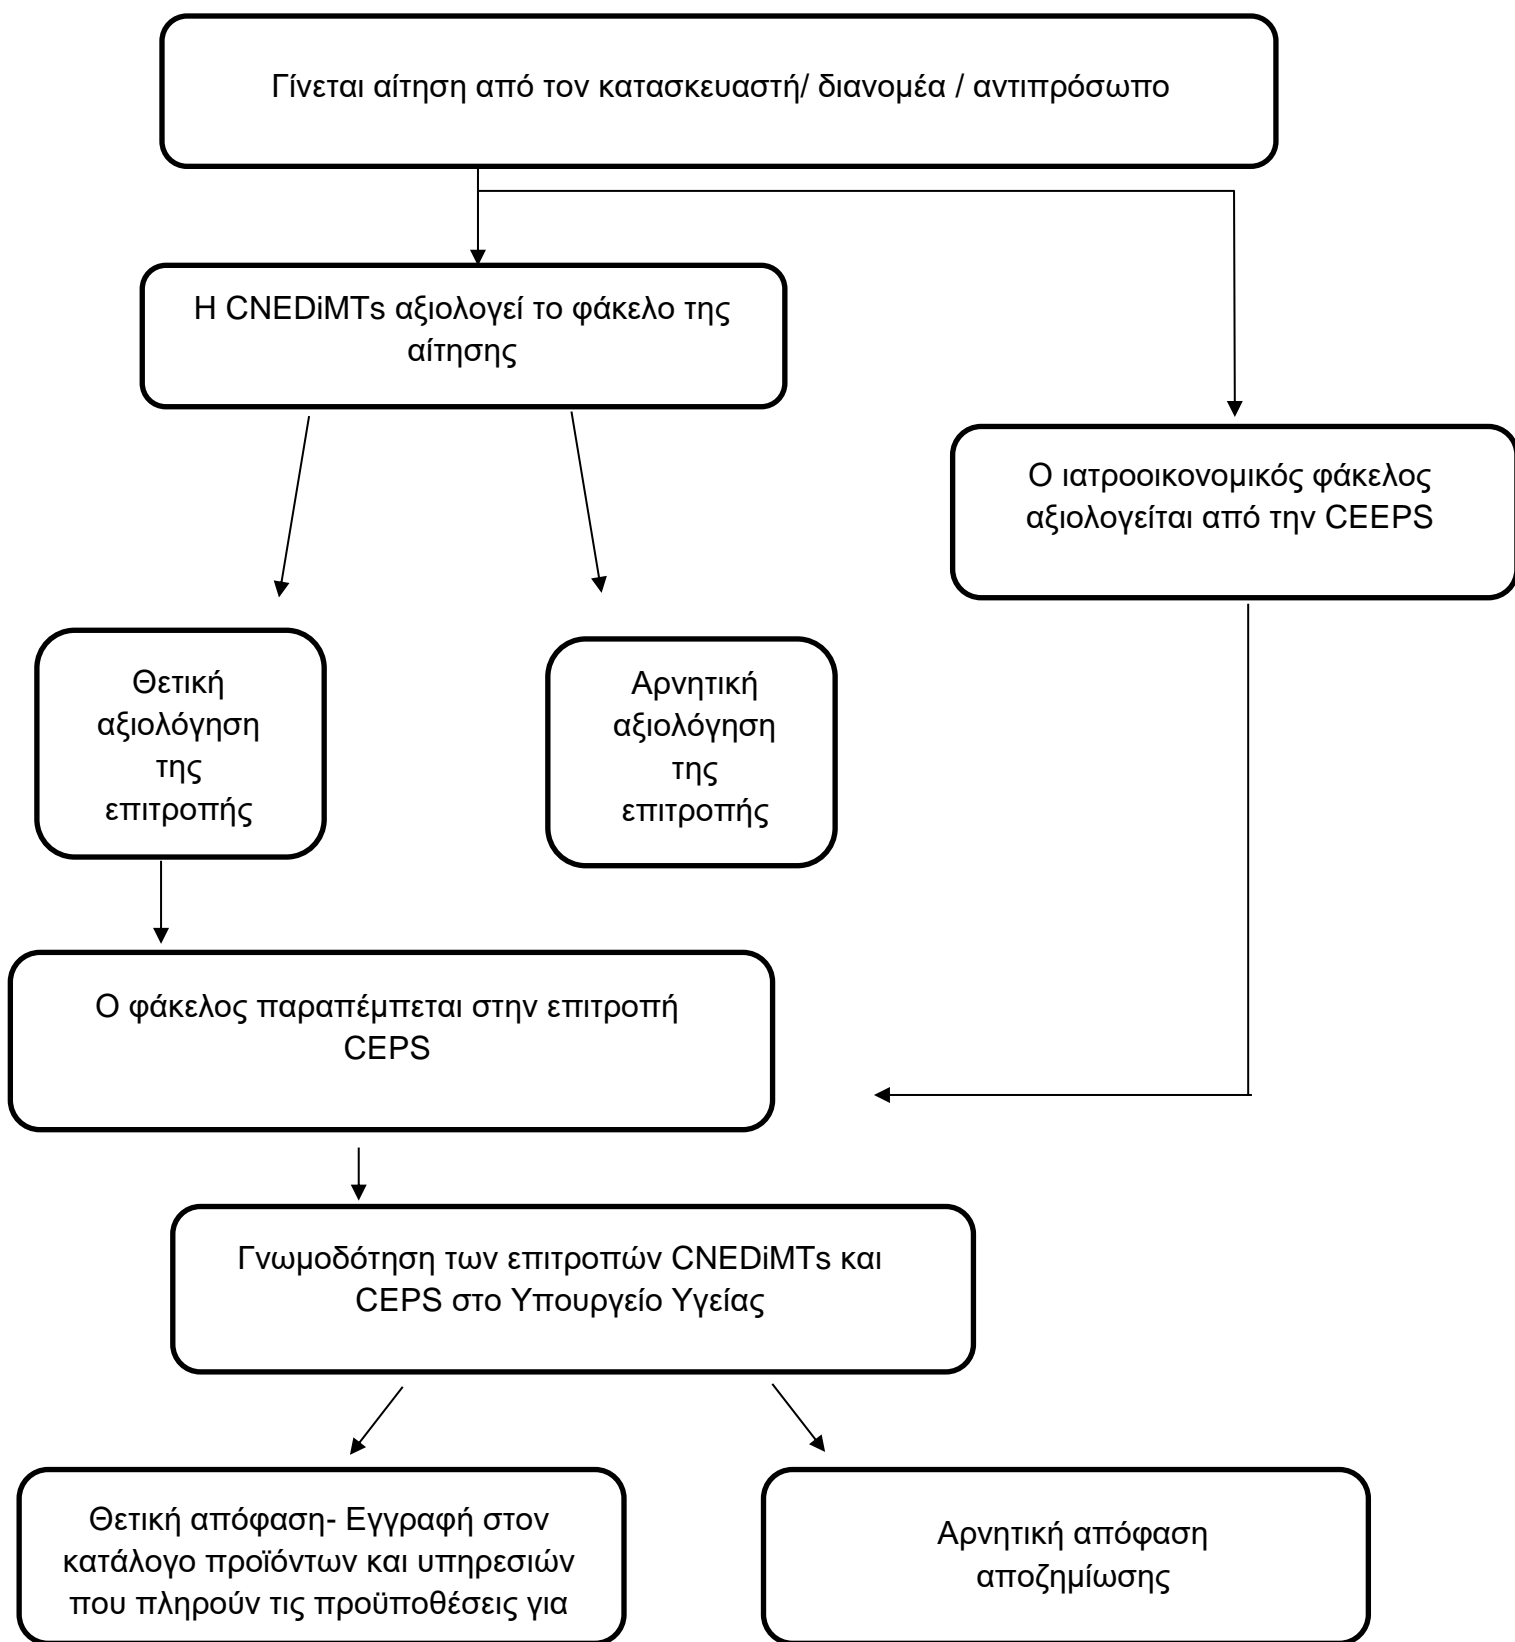 Γίνεται αίτηση από τον κατασκευαστή/ διανομέα / αντιπρόσωπο
Η CNEDiMTs αξιολογεί το φάκελο της
αίτησης
Ο ιατροοικονομικός φάκελος
αξιολογείται από την CEEPS
Θετική
αξιολόγηση
της
επιτροπής
Αρνητική
αξιολόγηση
της
επιτροπής
Ο φάκελος παραπέμπεται στην επιτροπή
CEPS
Γνωμοδότηση των επιτροπών CNEDiMTs και
CEPS στο Υπουργείο Υγείας
Θετική απόφαση- Εγγραφή στον
κατάλογο προϊόντων και υπηρεσιών
που πληρούν τις προϋποθέσεις για
Αρνητική απόφαση
αποζημίωσης